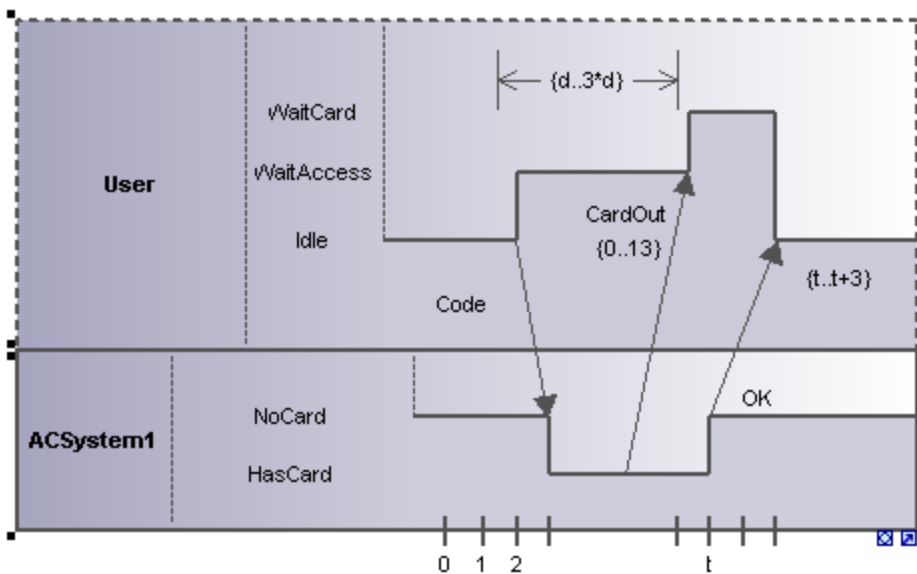 {d..3*d}
WaitCard
WaitAccess
User
CardOut
Idle
{0..13}
{t..t+3}
Code
OK
NoCard
ACSystem1
HasCard
0 1 2 t